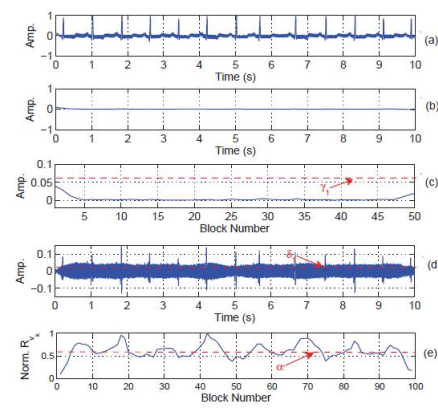 Amp.
1
0
−1
0 1 2 3 4 5 6 7 8 9 10
Time (s)
(a)
Amp.
1
0
−1
0 1 2 3 4 5 6 7 8 9 10
Time (s)
(b)
Amp.
0.1
0.05
0
γ1
5 10 15 20 25 30 35 40 45 50
Block Number
(c)
Amp.
0.1
0
−0.1
δ1
0 1 2 3 4 5 6 7 8 9 10
Time (s)
(d)
Norm. Rvk
1
0.5
0
α
0 10 20 30 40 50 60 70 80 90 100
Block Number
(e)